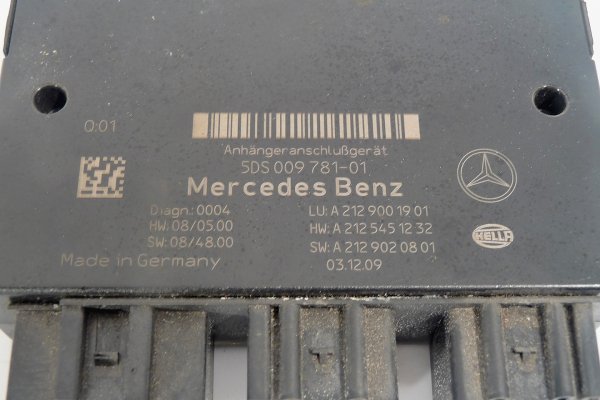 Q:01
Anhängeranschlußgerät
5DS 009 781-01
Mercedes Benz
Diagn.:0004 LU: A 212 900 19 01
HW: 08/05.00 HW: A 212 545 12 32
SW: 08/48.00 SW: A 212 902 08 01
Made in Germany 03.12.09
HELLA